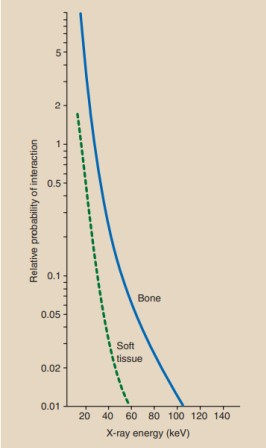 Relative probability of interaction
5
2
1
0.5
0.1
0.05
0.02
0.01
Bone
Soft
tissue
20 40 60 80 100 120 140
X-ray energy (keV)